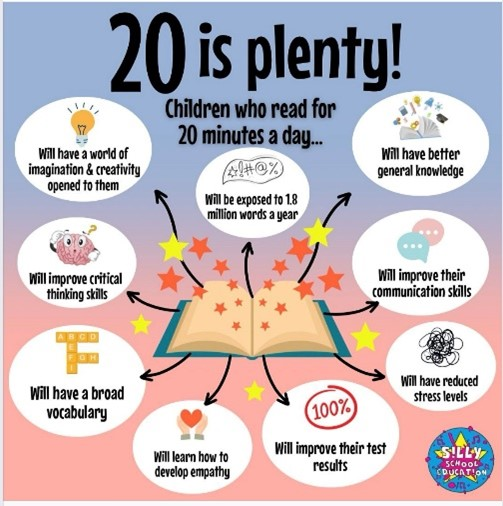 20 is plenty!
Children who read for
20 minutes a day...
Will have a world of
imagination & creativity
opened to them
Will be exposed to 1.8
million words a year
Will have better
general knowledge
Will improve critical
thinking skills
Will improve their
communication skills
A B C D
E
F G H
I
Will have a broad
vocabulary
Will learn how to
develop empathy
100%
Will improve their test
results
Will have reduced
stress levels
SILLY
SCHOOL
EDUCATION